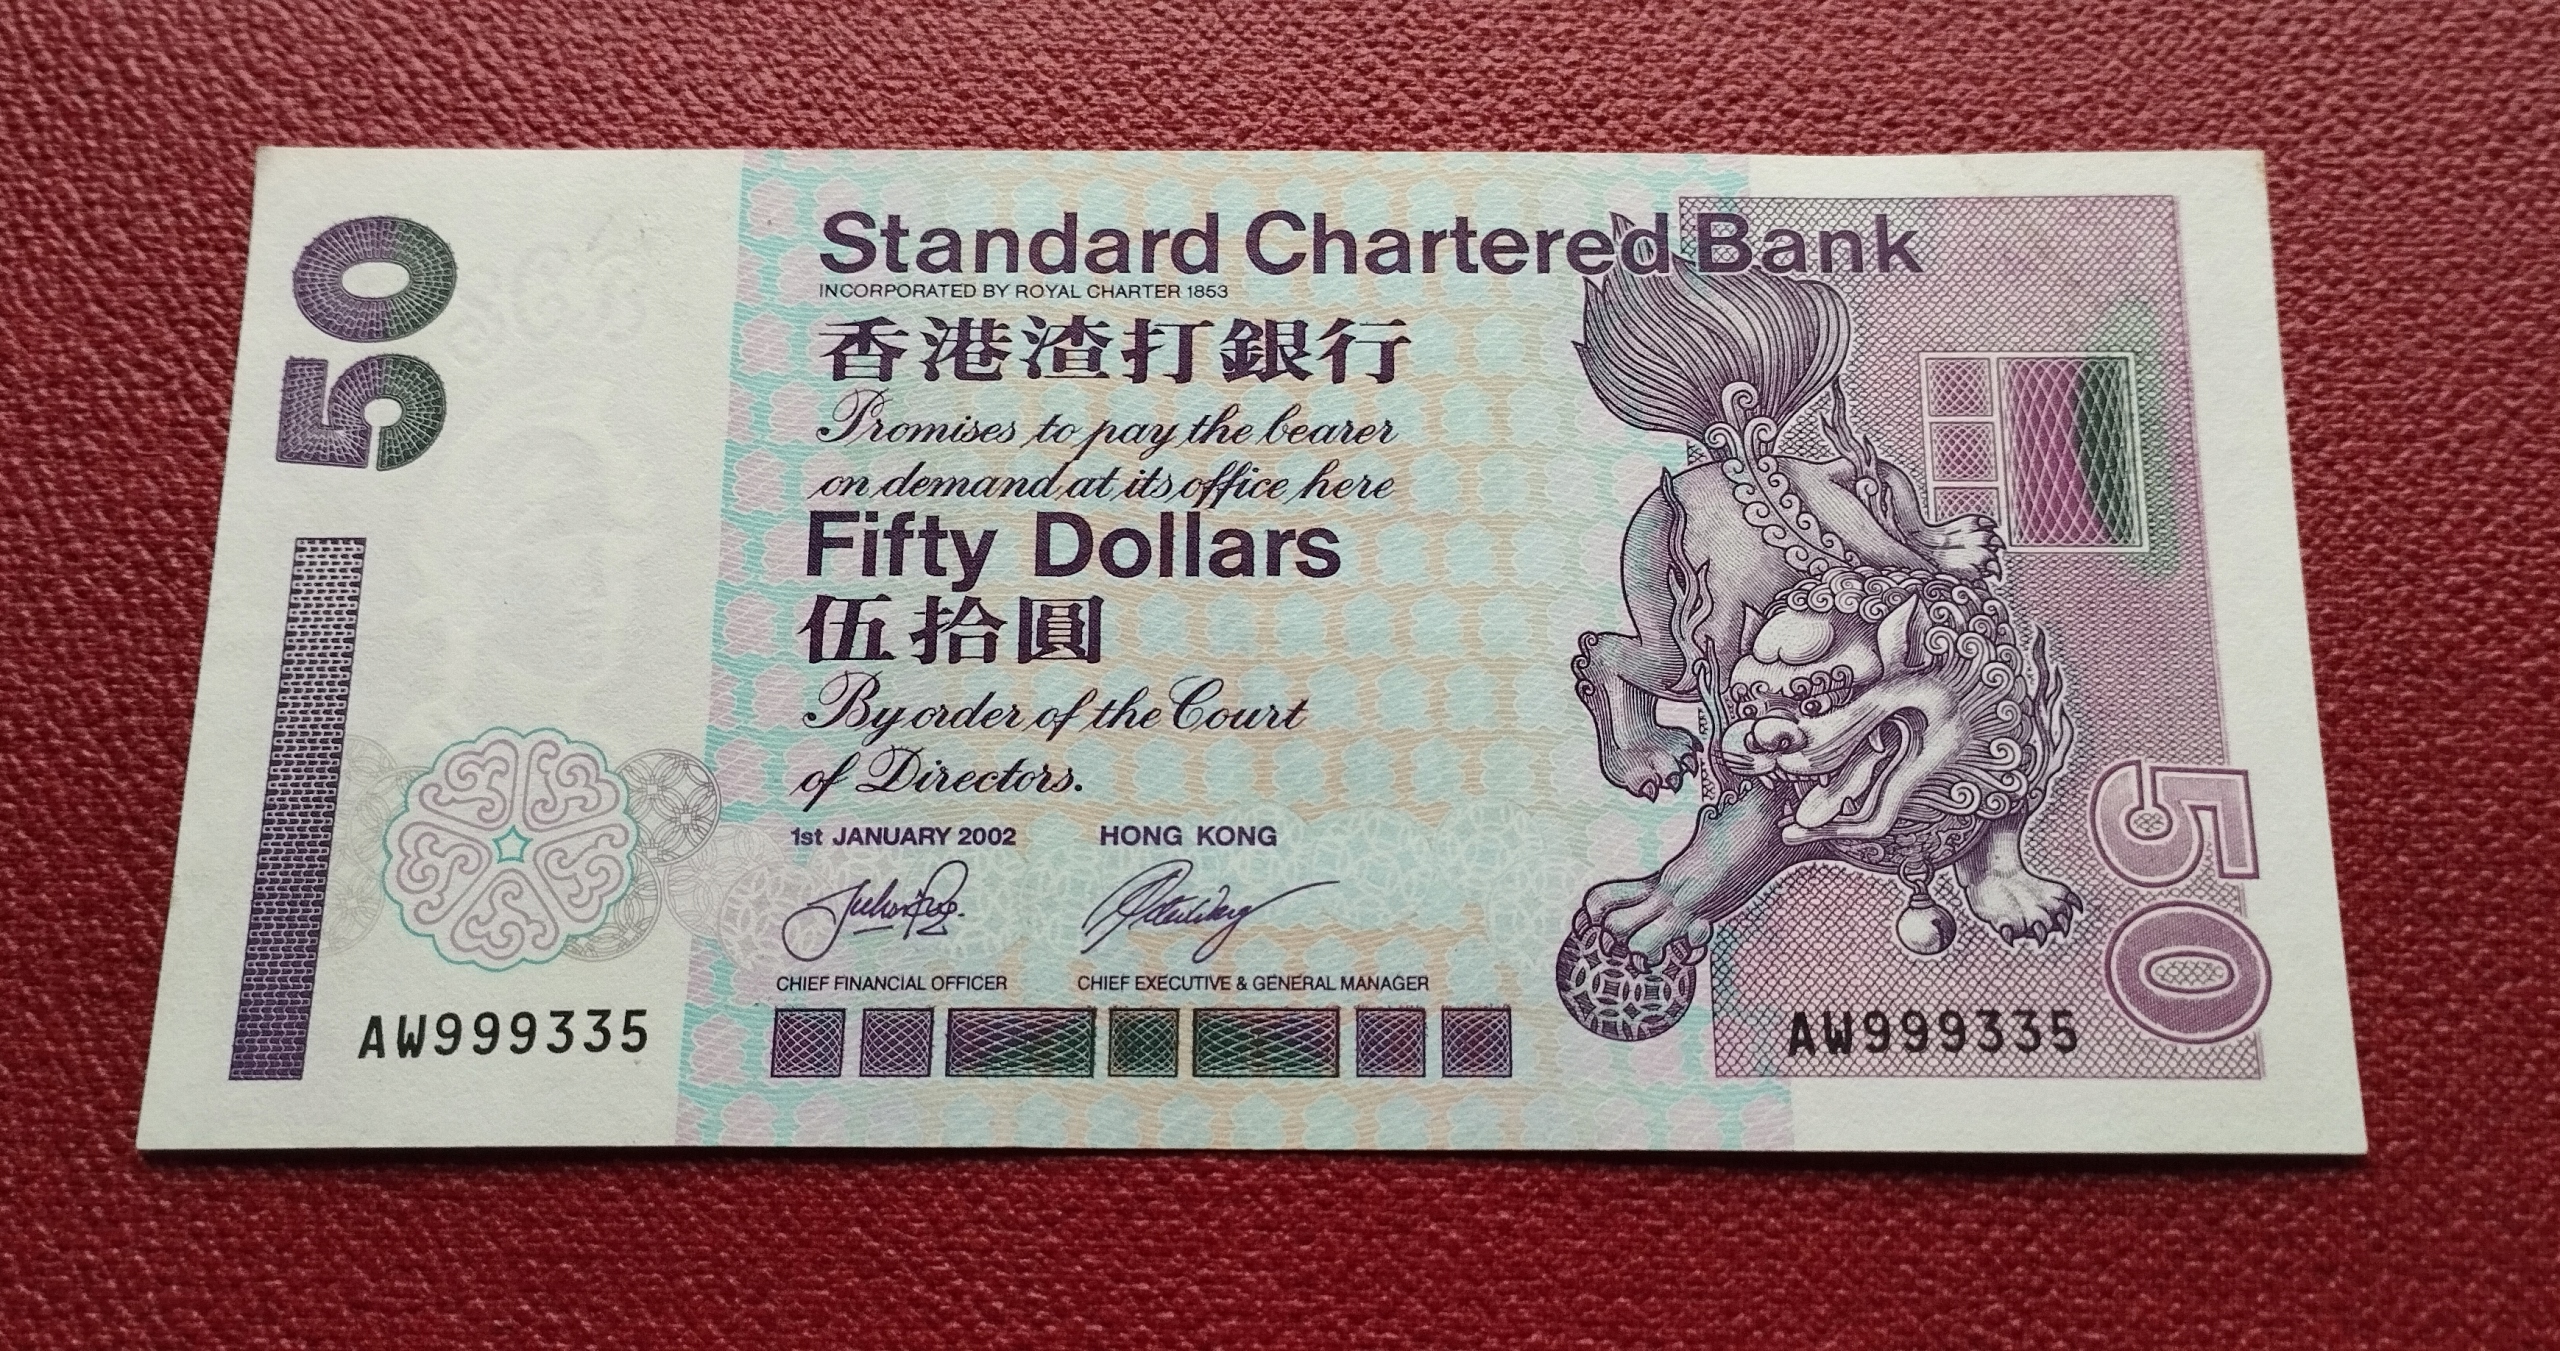 50
Standard Chartered Bank
INCORPORATED BY ROYAL CHARTER 1853
香港渣打銀行
Promises to pay the bearer
on demand at its office here
Fifty Dollars
伍拾圓
By order of the Court
of Directors.
1st JANUARY 2002 HONG KONG
CHIEF FINANCIAL OFFICER CHIEF EXECUTIVE & GENERAL MANAGER
AW999335
AW999335
50